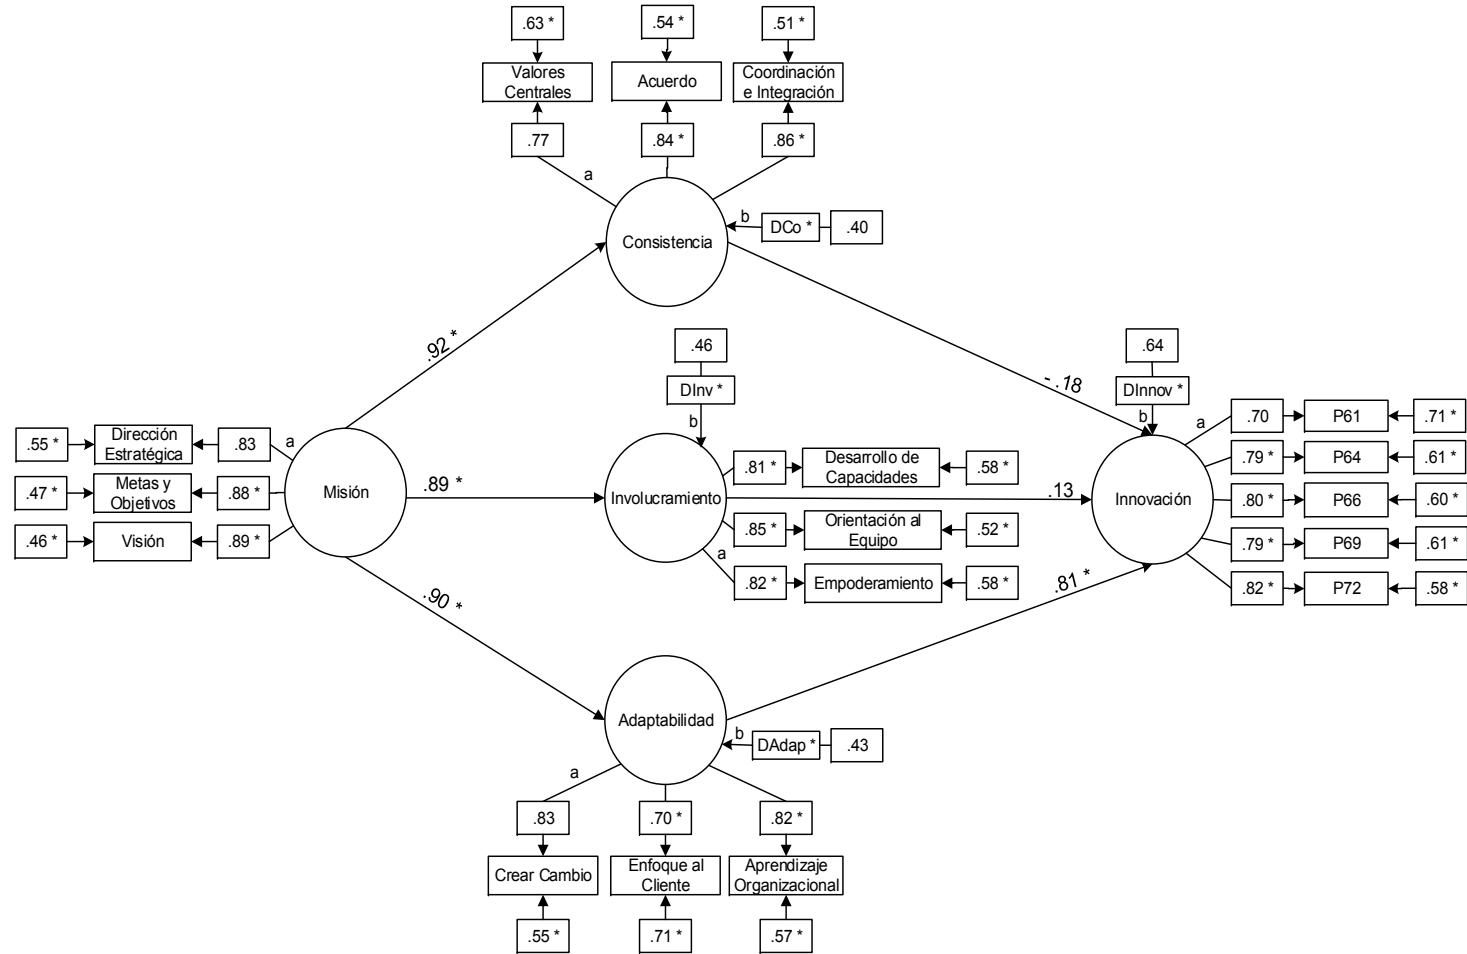 .63 *
.54 *
.51 *
Valores
Centrales
Acuerdo
Coordinación
e Integración
.77
.84 *
.86 *
a
Consistencia
b
DCo *
.40
.92 *
- .18
.46
DInv *
b
.64
DInnov *
b
a
.55 *
Dirección
Estratégica
.83
a
.47 *
Metas y
Objetivos
.88 *
.46 *
Visión
.89 *
Misión
.89 *
Involucramiento
.81 *
Desarrollo de
Capacidades
.58 *
.13
.85 *
Orientación al
Equipo
.52 *
a
.82 *
Empoderamiento
.58 *
Innovación
.70
P61
.71 *
.79 *
P64
.61 *
.80 *
P66
.60 *
.79 *
P69
.61 *
.82 *
P72
.58 *
.90 *
.81 *
Adaptabilidad
b
DAdap *
.43
a
.83
.70 *
.82 *
Crear Cambio
Enfoque al
Cliente
Aprendizaje
Organizacional
.55 *
.71 *
.57 *